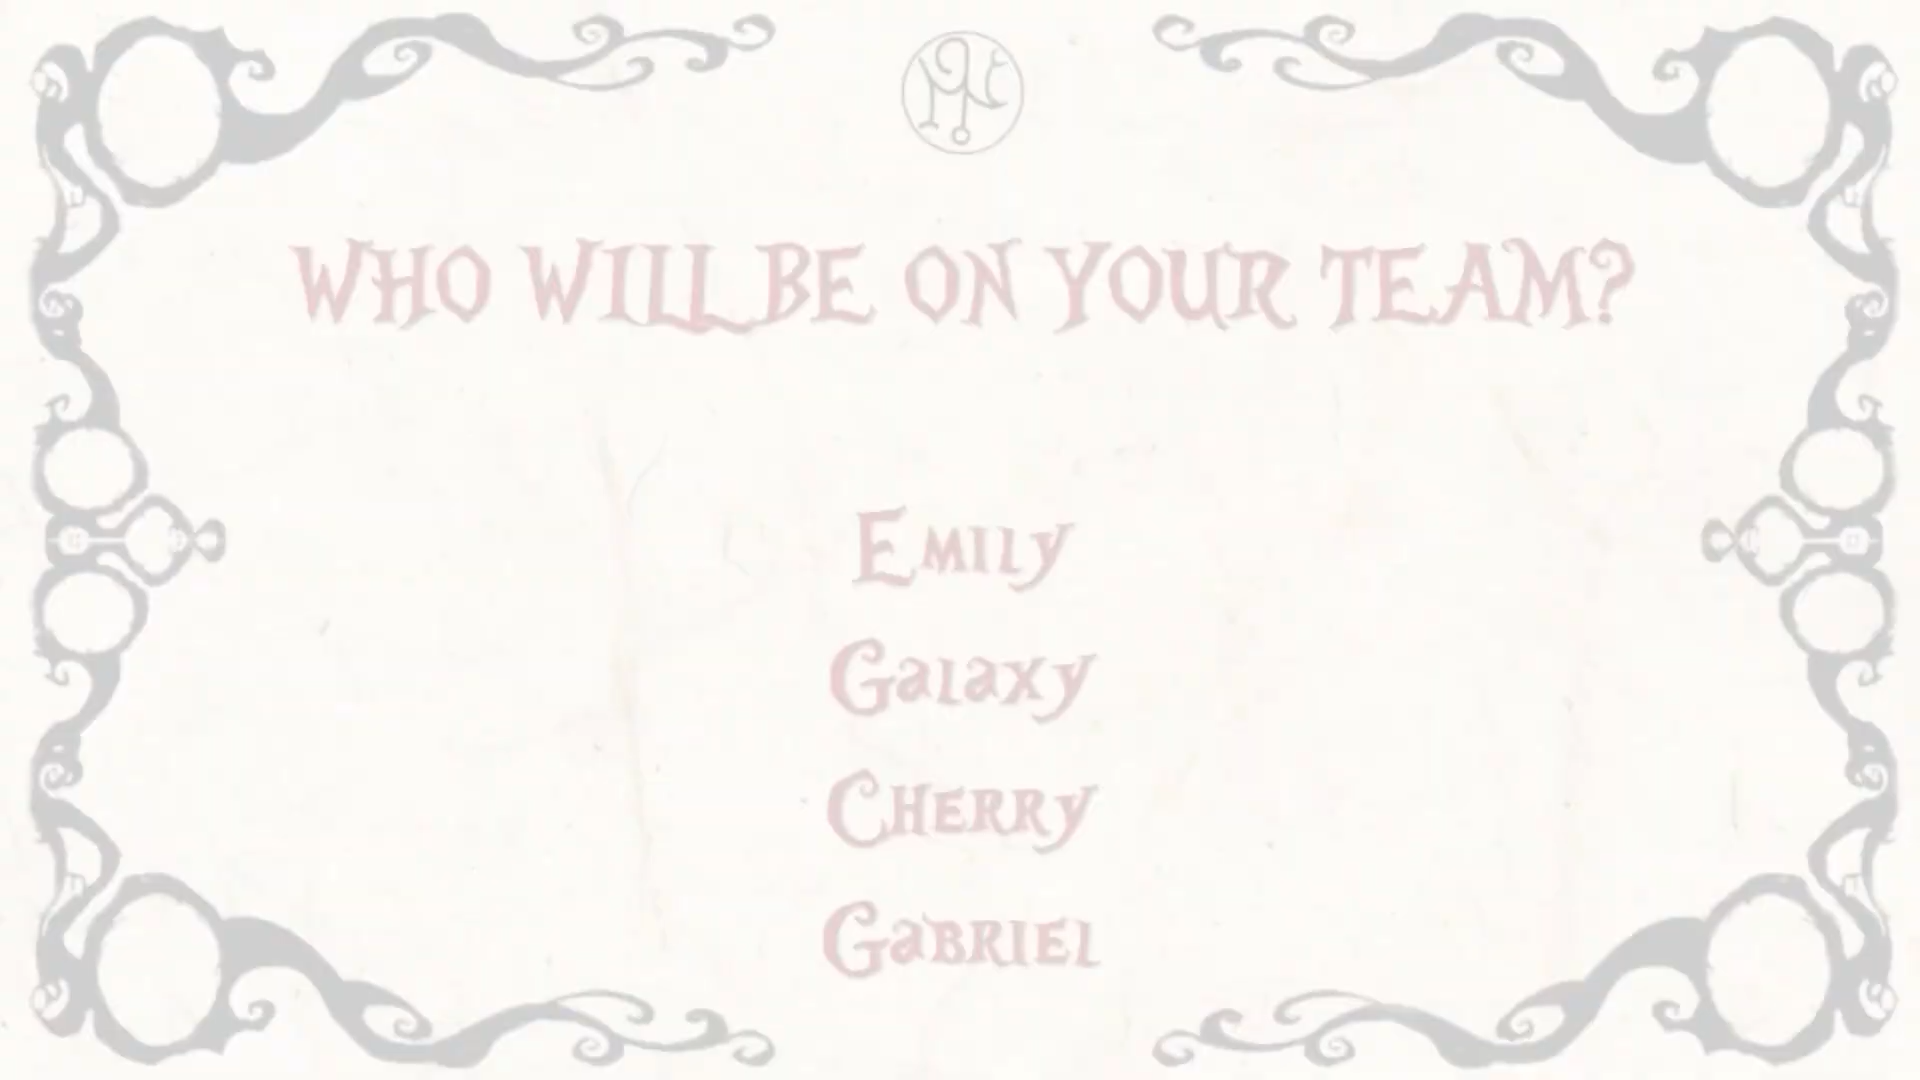 WHO WILL BE ON YOUR TEAM?
EMILY
Galaxy
CHERRY
GABRIEL